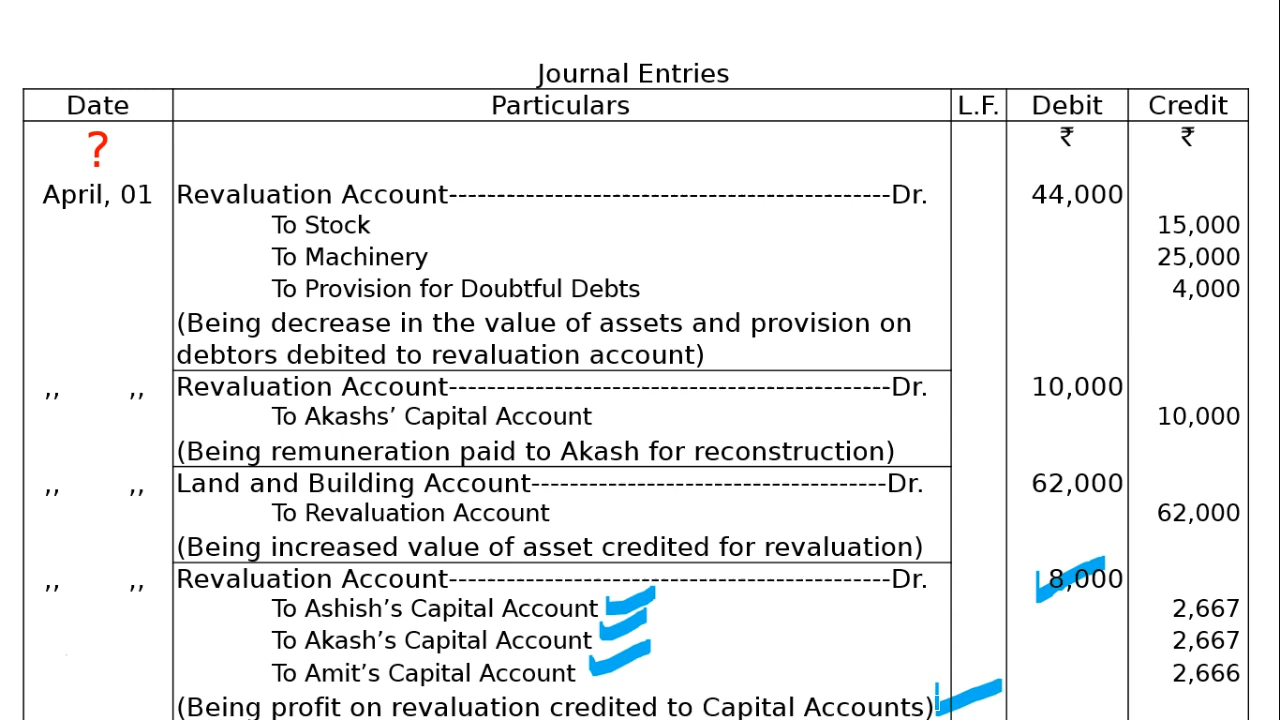 Journal Entries
Date Particulars L.F. Debit Credit
? ₹ ₹
April, 01 Revaluation Account----------------------------------------------Dr. 44,000
To Stock 15,000
To Machinery 25,000
To Provision for Doubtful Debts 4,000
(Being decrease in the value of assets and provision on
debtors debited to revaluation account)
,, ,, Revaluation Account----------------------------------------------Dr. 10,000
To Akashs’ Capital Account 10,000
(Being remuneration paid to Akash for reconstruction)
,, ,, Land and Building Account-------------------------------------Dr. 62,000
To Revaluation Account 62,000
(Being increased value of asset credited for revaluation)
,, ,, Revaluation Account----------------------------------------------Dr. 8,000
To Ashish’s Capital Account 2,667
To Akash’s Capital Account 2,667
To Amit’s Capital Account 2,666
(Being profit on revaluation credited to Capital Accounts)